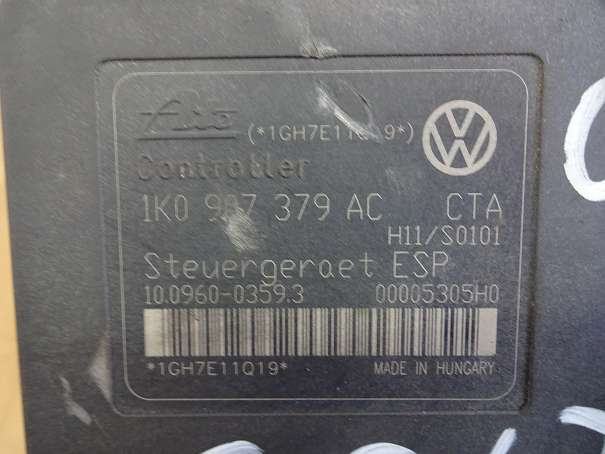 Ate (*1GH7E11Q19*)
Controller
1K0 907 379 AC CTA
H11/S0101
Steuergeraet ESP
10.0960-0359.3 00005305H0
*1GH7E11Q19* MADE IN HUNGARY